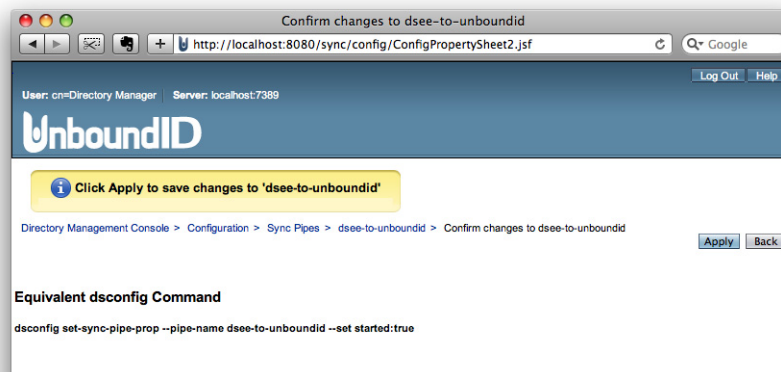 Confirm changes to dsee-to-unboundid
http://localhost:8080/sync/config/ConfigPropertySheet2.jsf
Google
Log Out Help
User: cn=Directory Manager Server: localhost:7389
UnboundID
Click Apply to save changes to 'dsee-to-unboundid'
Directory Management Console > Configuration > Sync Pipes > dsee-to-unboundid > Confirm changes to dsee-to-unboundid
Apply Back
Equivalent dsconfig Command
dsconfig set-sync-pipe-prop --pipe-name dsee-to-unboundid --set started:true